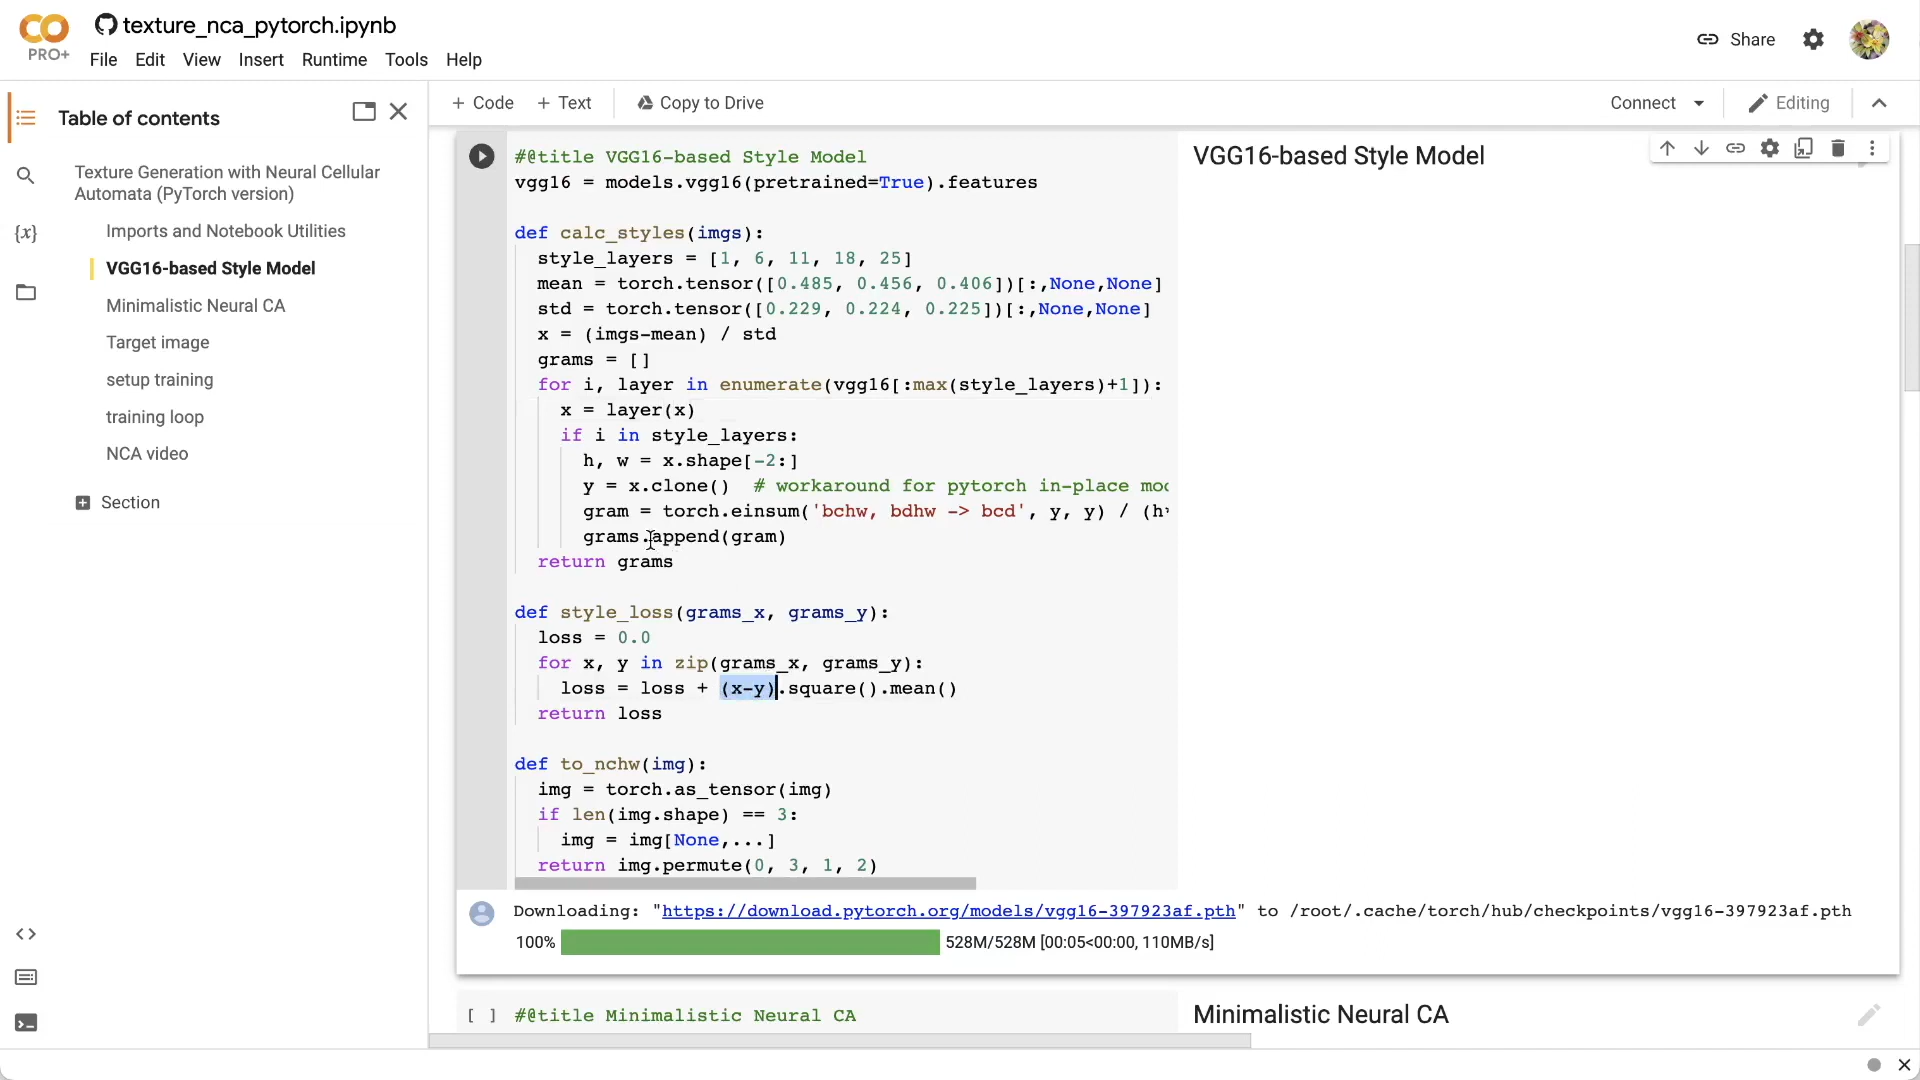 texture_nca_pytorch.ipynb
PRO+
File Edit View Insert Runtime Tools Help
Share
Table of contents
Texture Generation with Neural Cellular
Automata (PyTorch version)
Imports and Notebook Utilities
VGG16-based Style Model
Minimalistic Neural CA
Target image
setup training
training loop
NCA video
Section
+ Code + Text Copy to Drive
Connect Editing
#@title VGG16-based Style Model
vgg16 = models.vgg16(pretrained=True).features
def calc_styles(imgs):
style_layers = [1, 6, 11, 18, 25]
mean = torch.tensor([0.485, 0.456, 0.406])[:,None,None]
std = torch.tensor([0.229, 0.224, 0.225])[:,None,None]
x = (imgs-mean) / std
grams = []
for i, layer in enumerate(vgg16[:max(style_layers)+1]):
x = layer(x)
if i in style_layers:
h, w = x.shape[-2:]
y = x.clone() # workaround for pytorch in-place
gram = torch.einsum('bchw, bdhw -> bcd', y, y) / (h*
grams.append(gram)
return grams
def style_loss(grams_x, grams_y):
loss = 0.0
for x, y in zip(grams_x, grams_y):
loss = loss + (x-y).square().mean()
return loss
def to_nchw(img):
img = torch.as_tensor(img)
if len(img.shape) == 3:
img = img[None,...]
return img.permute(0, 3, 1, 2)
VGG16-based Style Model
Downloading: "https://download.pytorch.org/models/vgg16-397923af.pth" to /root/.cache/torch/hub/checkpoints/vgg16-397923af.pth
100% 528M/528M [00:05<00:00, 110MB/s]
[ ] #@title Minimalistic Neural CA
Minimalistic Neural CA